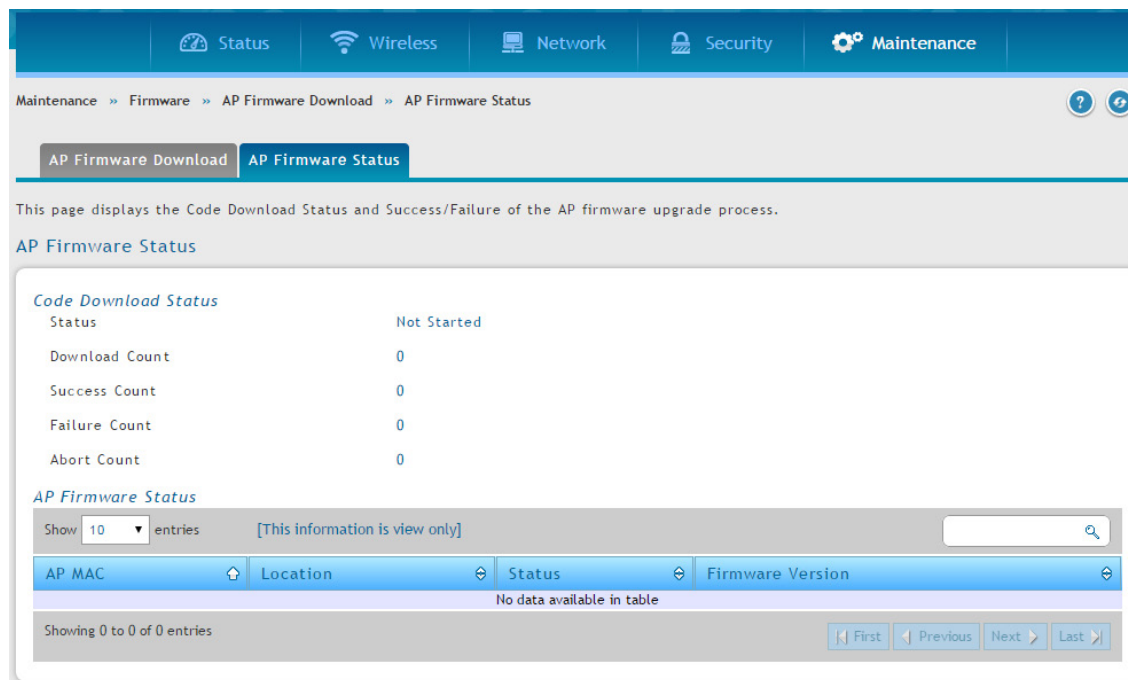 Status Wireless Network Security Maintenance
Maintenance » Firmware » AP Firmware Download » AP Firmware Status
?
AP Firmware Download AP Firmware Status
This page displays the Code Download Status and Success/Failure of the AP firmware upgrade process.
AP Firmware Status
Code Download Status
Status Not Started
Download Count 0
Success Count 0
Failure Count 0
Abort Count 0
AP Firmware Status
Show 10 entries [This information is view only]
AP MAC Location Status Firmware Version
No data available in table
Showing 0 to 0 of 0 entries First Previous Next Last